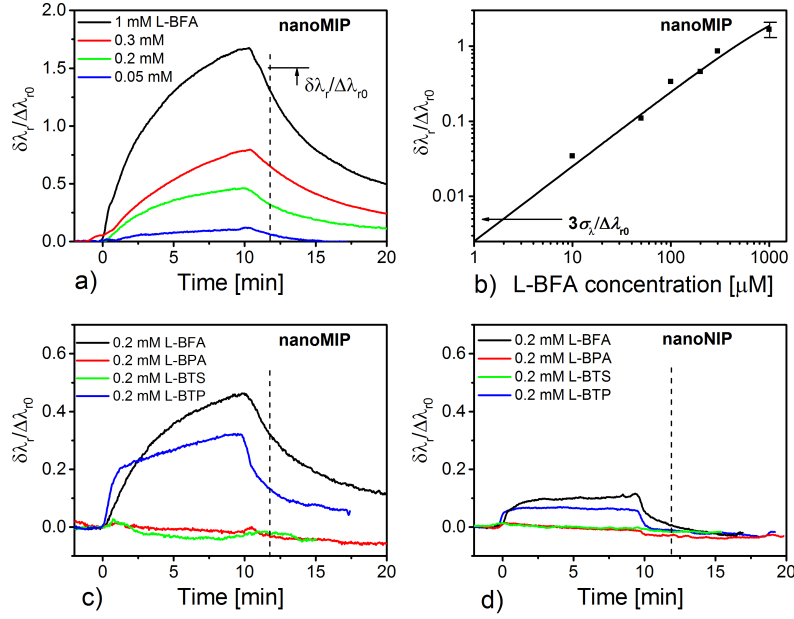 1 mM L-BFA
0.3 mM
0.2 mM
0.05 mM
nanoMIP
δλr/Δλr0
δλr/Δλr0
2.0
1.5
1.0
0.5
0.0
0 5 10 15 20
a) Time [min]
nanoMIP
δλr/Δλr0
1
0.1
0.01
3σλ/Δλr0
1 10 100 1000
b) L-BFA concentration [μM]
0.2 mM L-BFA
0.2 mM L-BPA
0.2 mM L-BTS
0.2 mM L-BTP
nanoMIP
δλr/Δλr0
0.6
0.4
0.2
0.0
0 5 10 15 20
c) Time [min]
0.2 mM L-BFA
0.2 mM L-BPA
0.2 mM L-BTS
0.2 mM L-BTP
nanoNIP
δλr/Δλr0
0.6
0.4
0.2
0.0
0 5 10 15 20
d) Time [min]